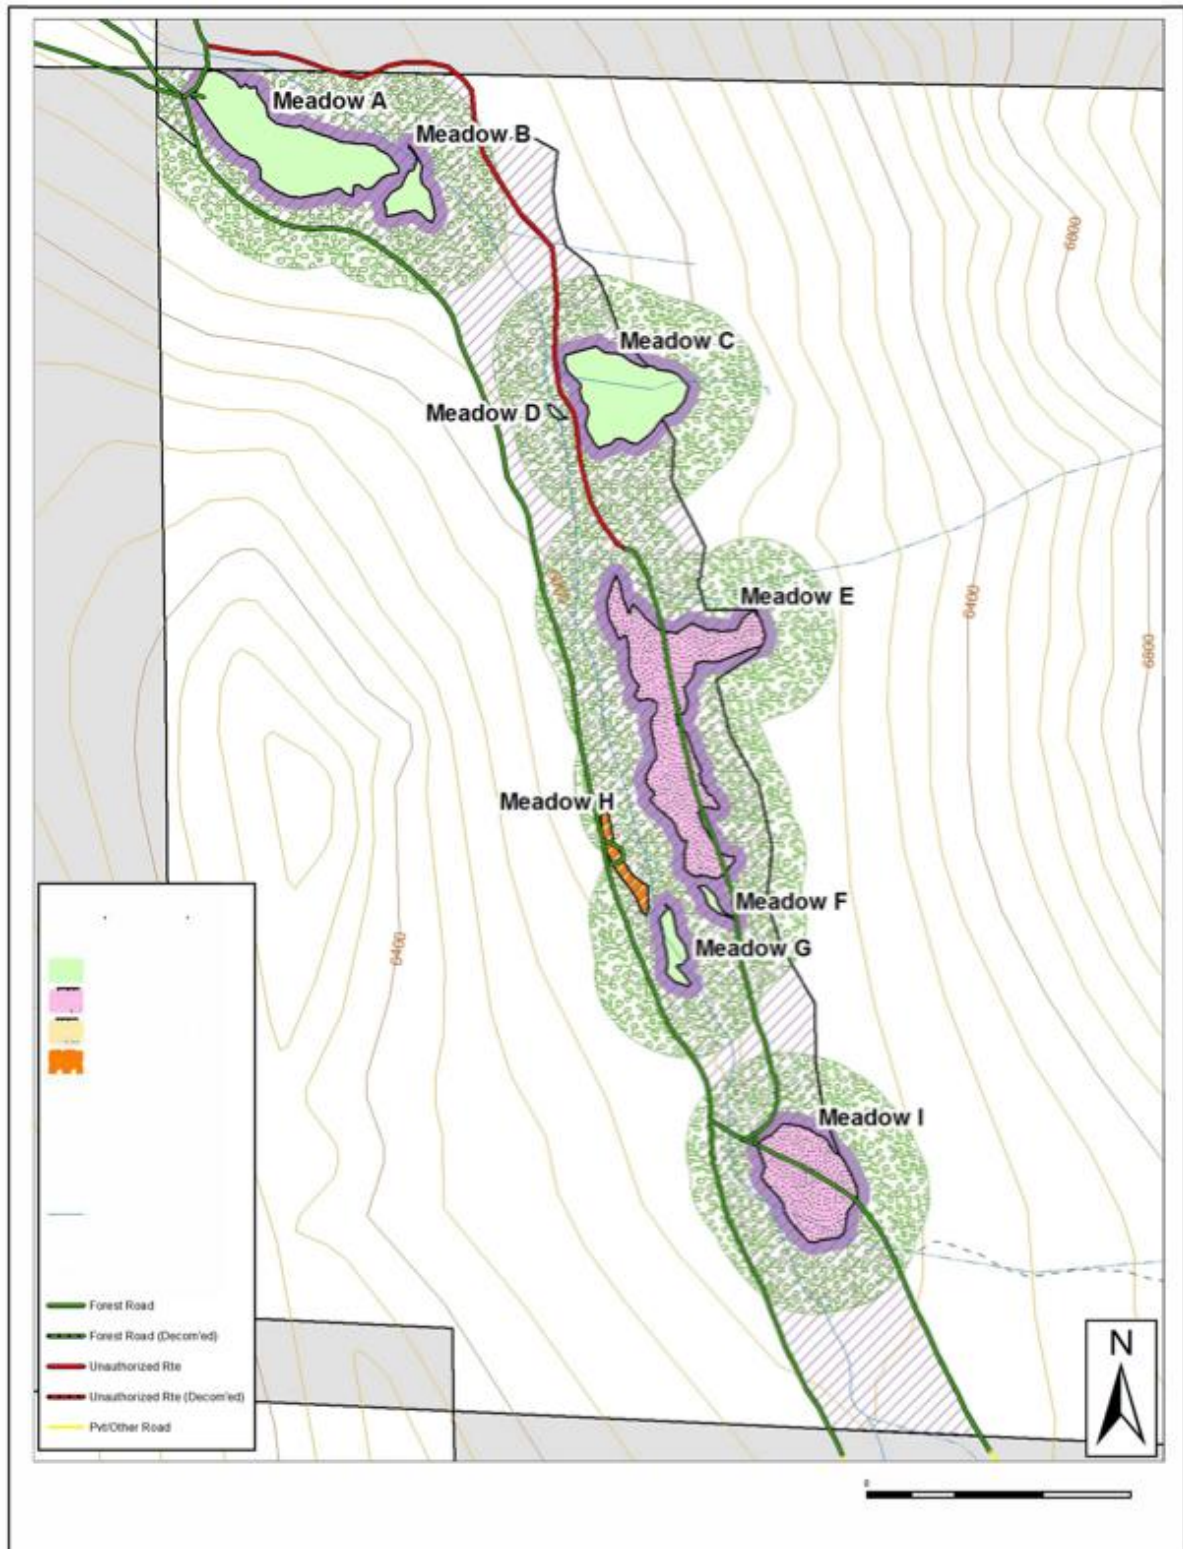 Meadow A
Meadow B
6800
Meadow C
Meadow D
Meadow E
6400
6800
Meadow H
Meadow F
6400
Meadow G
Meadow I
Forest Road
Forest Road (Decom'ed)
Unauthorized Rte
Unauthorized Rte (Decom'ed)
Pvt/Other Road
N
0